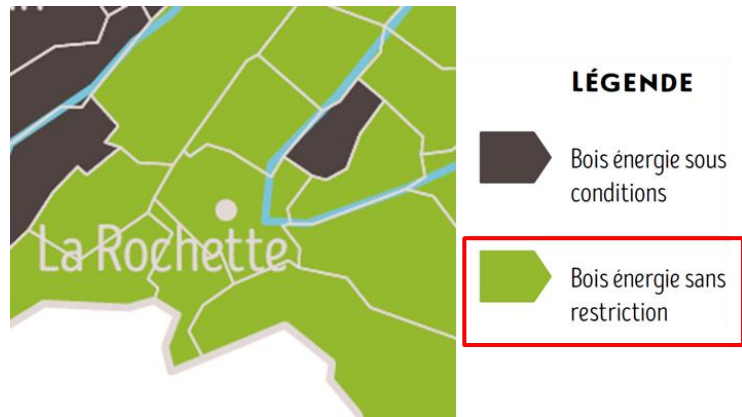 La Rochette
LÉGENDE
Bois énergie sous
conditions
Bois énergie sans
restriction